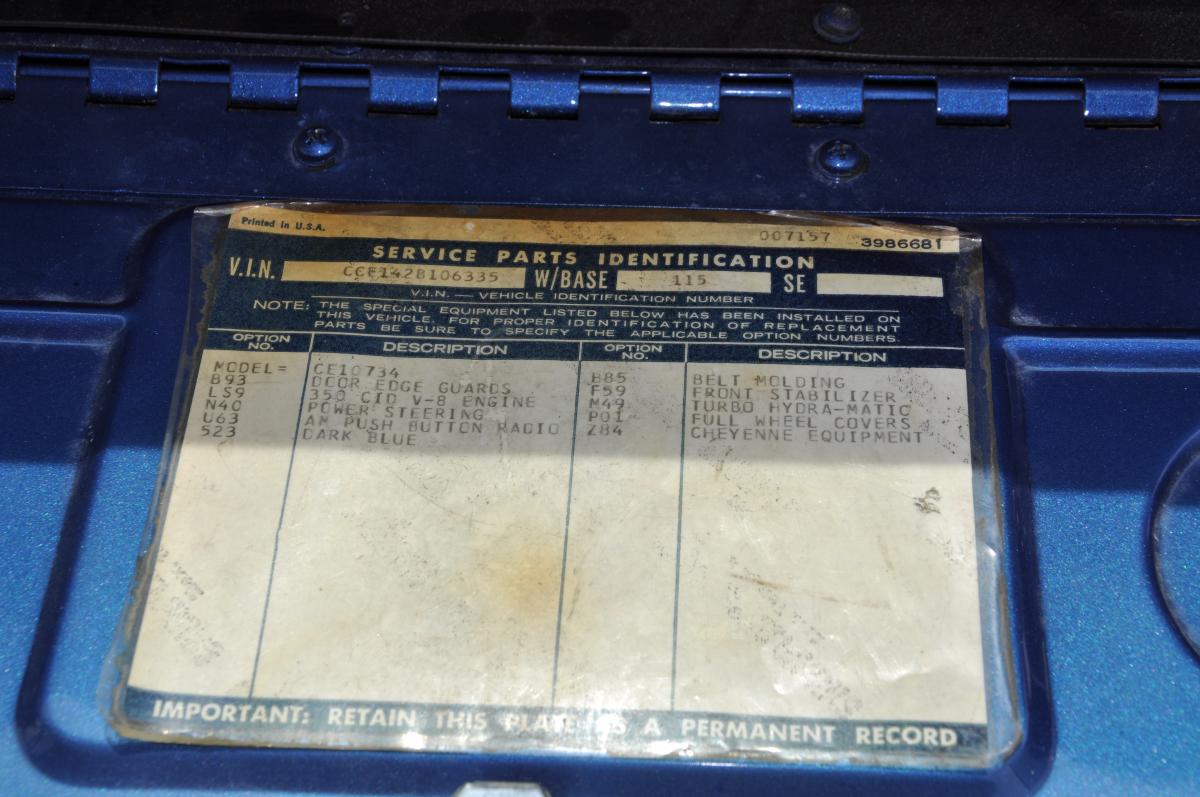 Printed in U.S.A. 007157 3986681
SERVICE PARTS IDENTIFICATION
V.I.N. CCE142B106335 W/BASE 115 SE
V.I.N. — VEHICLE IDENTIFICATION NUMBER
NOTE: THE SPECIAL EQUIPMENT LISTED BELOW HAS BEEN INSTALLED ON
THIS VEHICLE. FOR PROPER IDENTIFICATION OF REPLACEMENT
PARTS BE SURE TO SPECIFY THE APPLICABLE OPTION NUMBERS.
OPTION NO. DESCRIPTION OPTION NO. DESCRIPTION
MODEL= CE10734
B93 DOOR EDGE GUARDS B85 BELT MOLDING
LS9 350 CID V-8 ENGINE F59 FRONT STABILIZER
N40 POWER STEERING M49 TURBO HYDRA-MATIC
U63 AM PUSH BUTTON RADIO P01 FULL WHEEL COVERS
523 DARK BLUE Z84 CHEYENNE EQUIPMENT
IMPORTANT: RETAIN THIS PLATE AS A PERMANENT RECORD